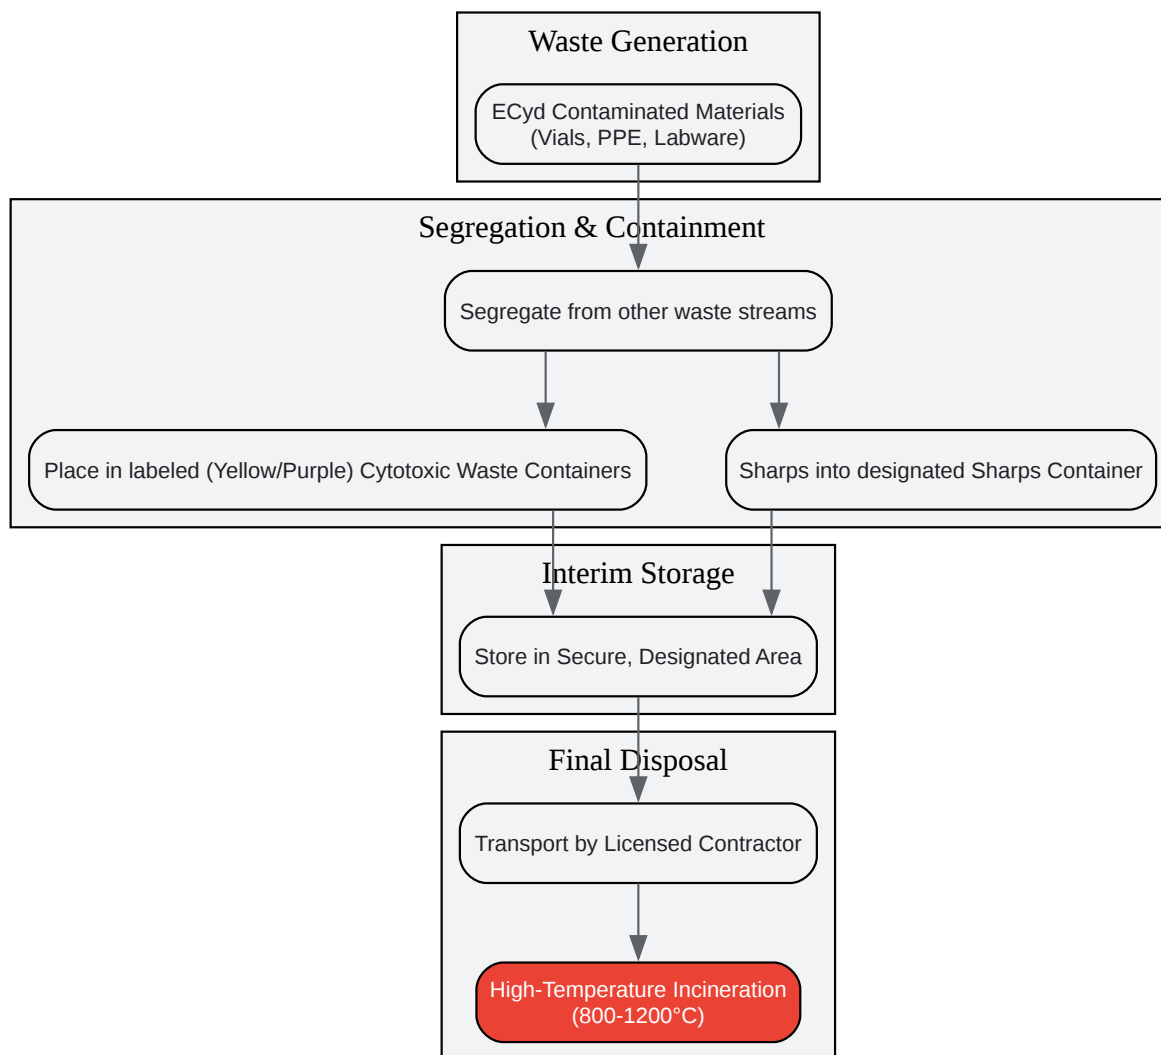 Waste Generation
ECyd Contaminated Materials
(Vials, PPE, Labware)
Segregation & Containment
Segregate from other waste streams
Place in labeled (Yellow/Purple) Cytotoxic Waste Containers
Sharps into designated Sharps Container
Interim Storage
Store in Secure, Designated Area
Final Disposal
Transport by Licensed Contractor
High-Temperature Incineration
(800-1200°C)